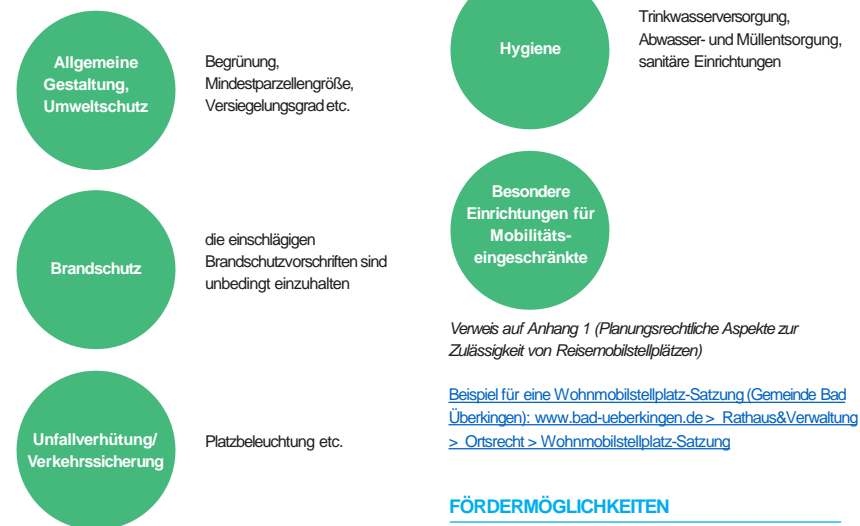 Allgemeine
Gestaltung,
Umweltschutz
Begrünung,
Mindestparzellengröße,
Versiegelungsgrad etc.
Brandschutz
die einschlägigen
Brandschutzvorschriften sind
unbedingt einzuhalten
Unfallverhütung/
Verkehrssicherung
Platzbeleuchtung etc.
Hygiene
Trinkwasserversorgung,
Abwasser- und Müllentsorgung,
sanitäre Einrichtungen
Besondere
Einrichtungen für
Mobilitäts-
eingeschränkte
Verweis auf Anhang 1 (Planungsrechtliche Aspekte zur
Zulässigkeit von Reisemobilstellplätzen)
Beispiel für eine Wohnmobilstellplatz-Satzung (Gemeinde Bad
Überkingen): www.bad-ueberkingen.de > Rathaus&Verwaltung
> Ortsrecht > Wohnmobilstellplatz-Satzung
FÖRDERMÖGLICHKEITEN